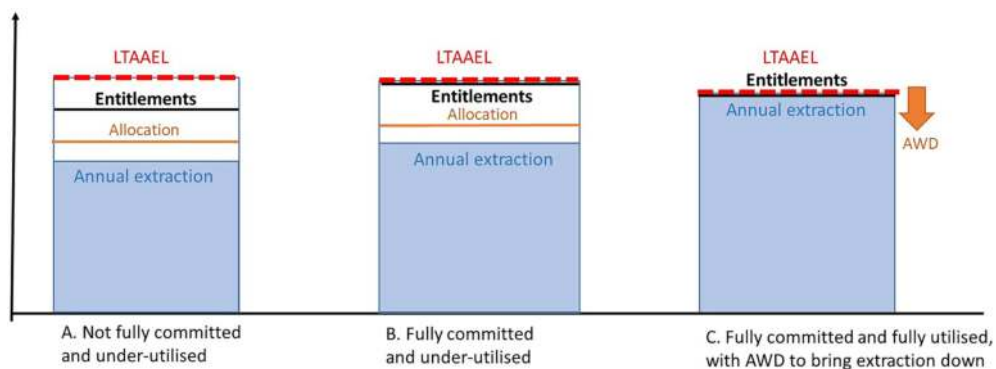 LTAAEL
Entitlements
Allocation
Annual extraction
A. Not fully committed
and under-utilised
LTAAEL
Entitlements
Allocation
Annual extraction
B. Fully committed
and under-utilised
LTAAEL
Entitlements
Annual extraction
AWD
C. Fully committed and fully utilised,
with AWD to bring extraction down